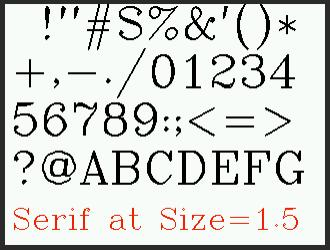 !"#S%&'()*
+,-./01234
56789:;<=>
?@ABCDEFG
Serif at Size=1.5